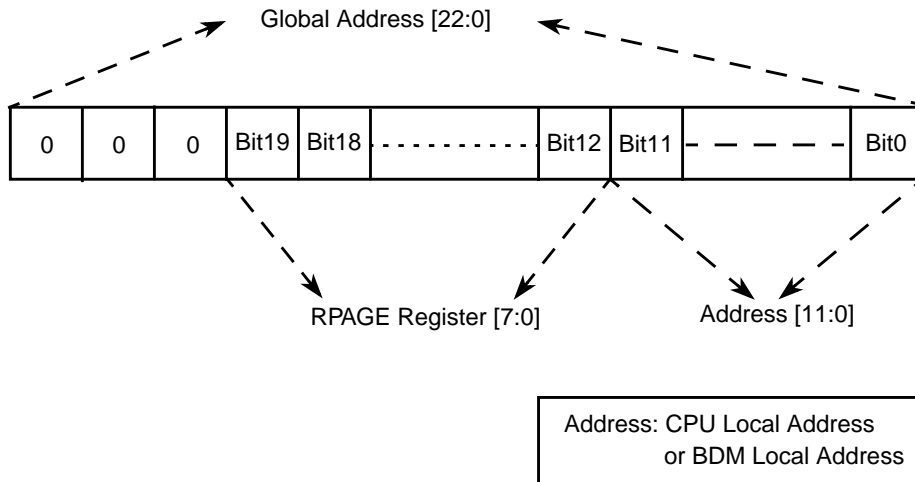 Global Address [22:0]
0 0 0 Bit19 Bit18 Bit12 Bit11 Bit0
RPAGE Register [7:0] Address [11:0]
Address: CPU Local Address
or BDM Local Address